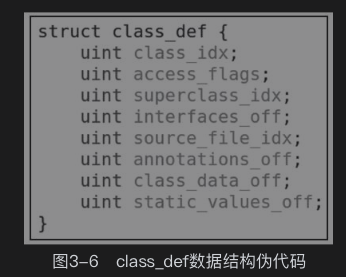 struct class_def {
    uint class_idx;
    uint access_flags;
    uint superclass_idx;
    uint interfaces_off;
    uint source_file_idx;
    uint annotations_off;
    uint class_data_off;
    uint static_values_off;
}
图3-6 class_def数据结构伪代码